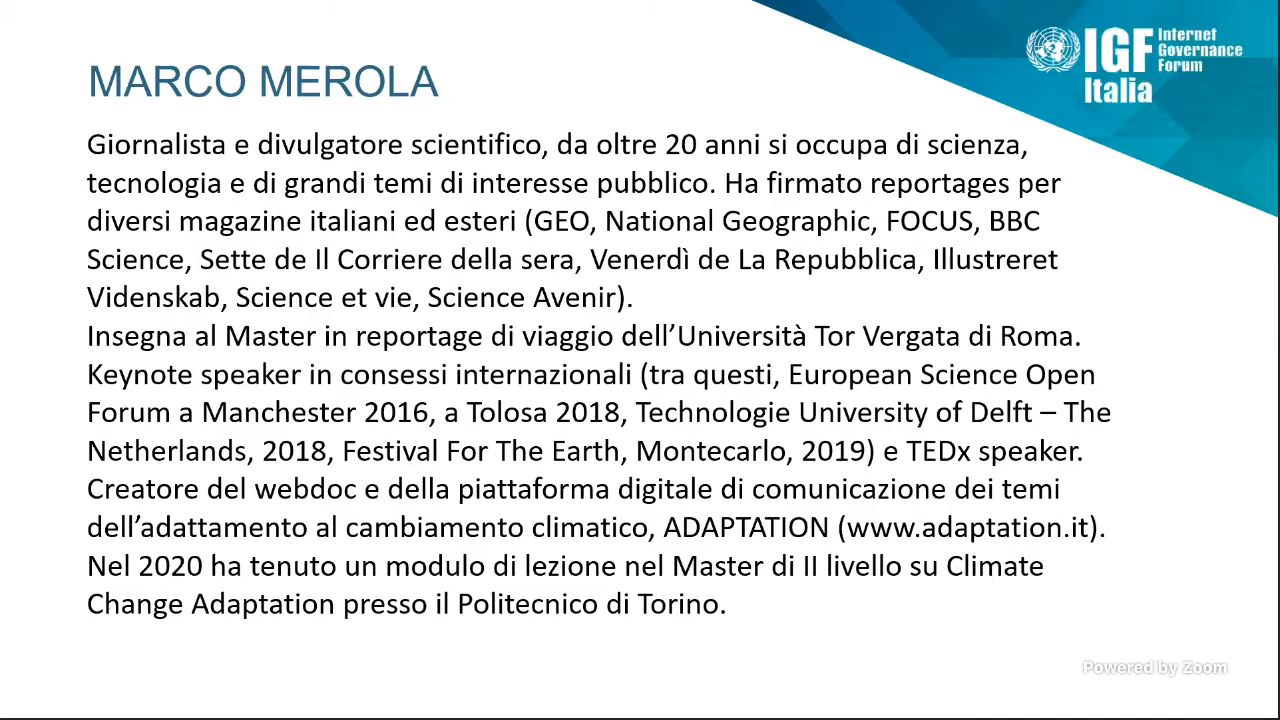 IGF
Internet
Governance
Forum
Italia
MARCO MEROLA
Giornalista e divulgatore scientifico, da oltre 20 anni si occupa di scienza,
tecnologia e di grandi temi di interesse pubblico. Ha firmato reportages per
diversi magazine italiani ed esteri (GEO, National Geographic, FOCUS, BBC
Science, Sette de Il Corriere della sera, Venerdì de La Repubblica, Illustreret
Videnskab, Science et vie, Science Avenir).
Insegna al Master in reportage di viaggio dell’Università Tor Vergata di Roma.
Keynote speaker in consessi internazionali (tra questi, European Science Open
Forum a Manchester 2016, a Tolosa 2018, Technologie University of Delft – The
Netherlands, 2018, Festival For The Earth, Montecarlo, 2019) e TEDx speaker.
Creatore del webdoc e della piattaforma digitale di comunicazione dei temi
dell’adattamento al cambiamento climatico, ADAPTATION (www.adaptation.it).
Nel 2020 ha tenuto un modulo di lezione nel Master di II livello su Climate
Change Adaptation presso il Politecnico di Torino.
Powered by Zoom